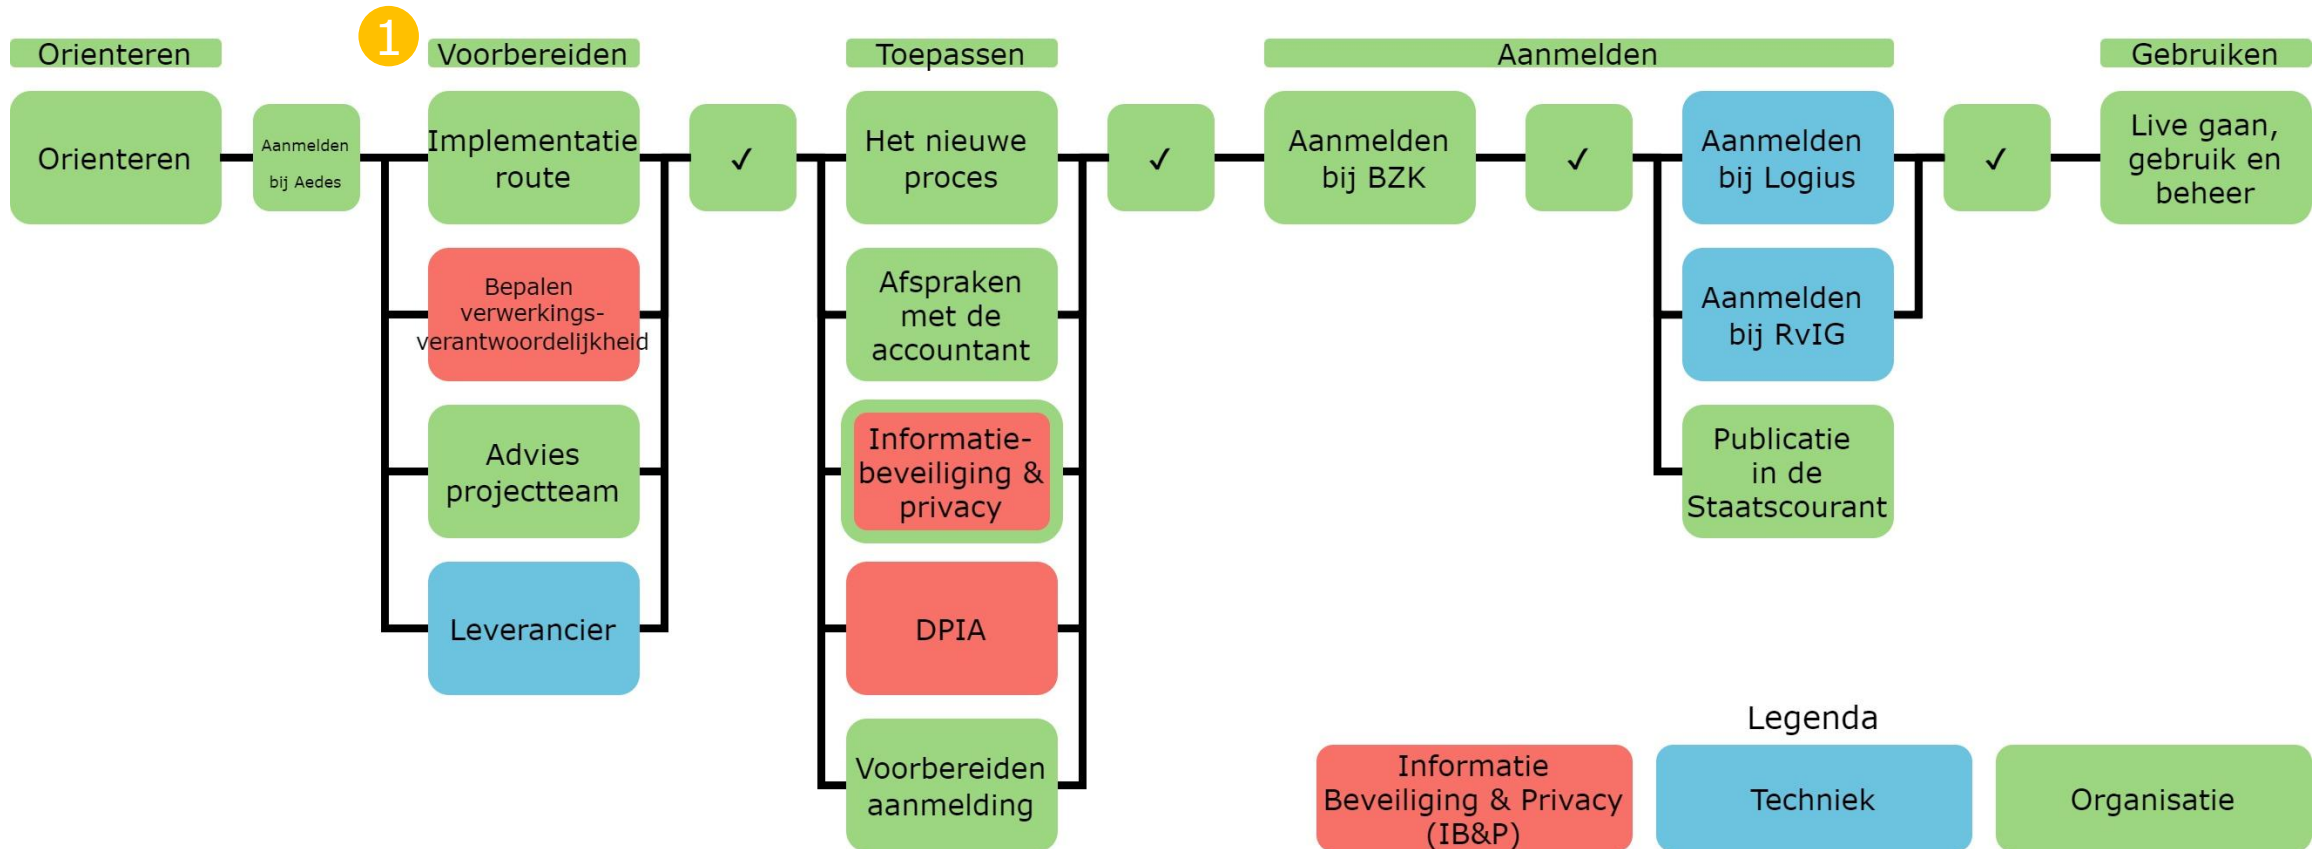 1
Orienteren
Voorbereiden
Toepassen
Aanmelden
Gebruiken
Orienteren
Aanmelden
bij Aedes
Implementatie
route
✓
Het nieuwe
proces
✓
Aanmelden
bij BZK
✓
Aanmelden
bij Logius
✓
Live gaan,
gebruik en
beheer
Bepalen
verwerkings-
verantwoordelijkheid
Afspraken
met de
accountant
Aanmelden
bij RvIG
Advies
projectteam
Informatie-
beveiliging &
privacy
Publicatie
in de
Staatscourant
Leverancier
DPIA
Voorbereiden
aanmelding
Legenda
Informatie
Beveiliging & Privacy
(IB&P)
Techniek
Organisatie